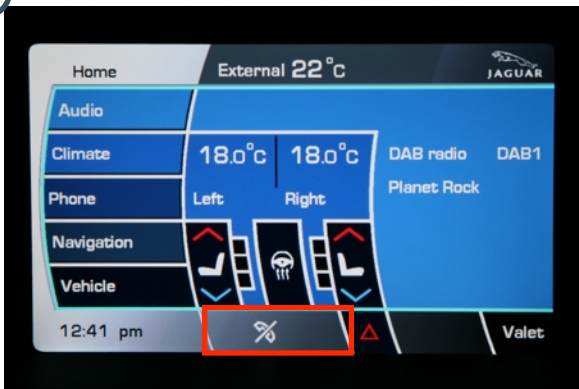 Home External 22°c JAGUAR
Audio
Climate 18.0°c 18.0°c DAB radio DAB1
Phone Left Right Planet Rock
Navigation
Vehicle
12:41 pm Valet